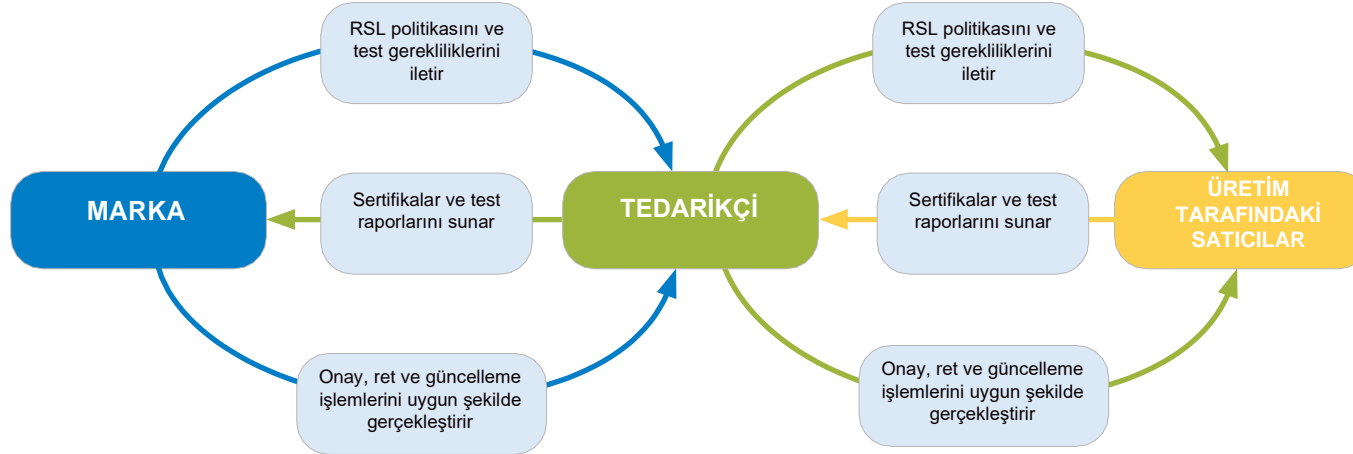 RSL politikasını ve
test gerekliliklerini
iletir
RSL politikasını ve
test gerekliliklerini
iletir
MARKA
Sertifikalar ve test
raporlarını sunar
TEDARİKÇİ
Sertifikalar ve test
raporlarını sunar
ÜRETİM
TARAFINDAKİ
SATICILAR
Onay, ret ve güncelleme
işlemlerini uygun şekilde
gerçekleştirir
Onay, ret ve güncelleme
işlemlerini uygun şekilde
gerçekleştirir